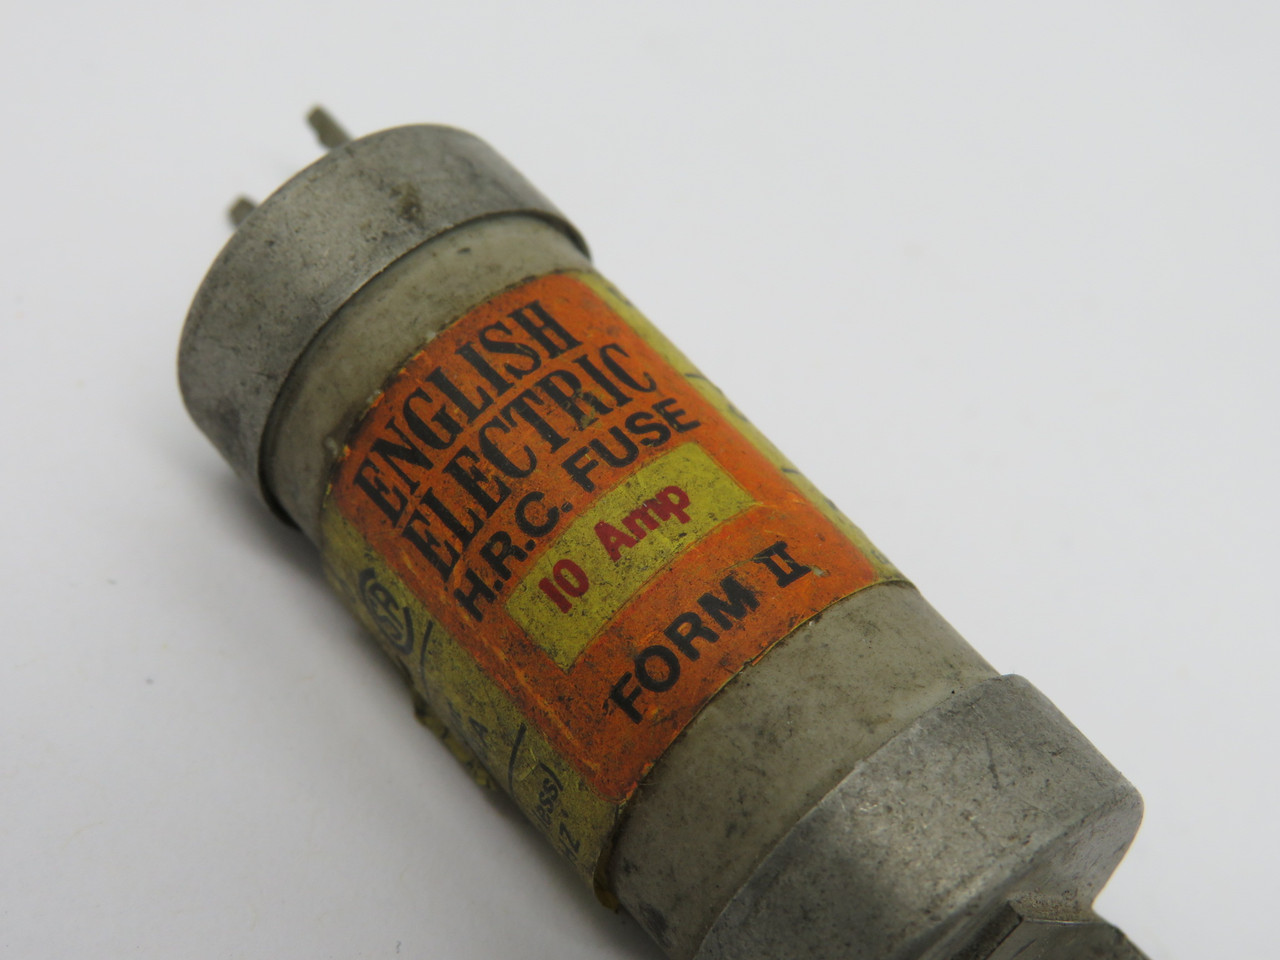 ENGLISH
ELECTRIC
H.R.C. FUSE
10 Amp
FORM II